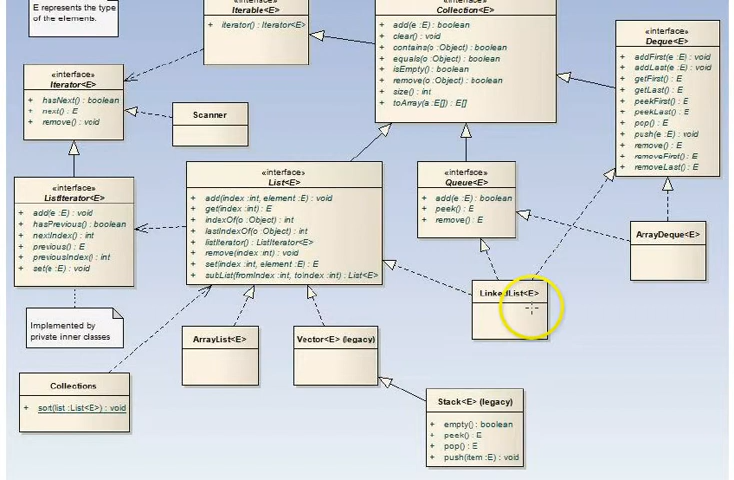 E represents the type
of the elements.
«interface»
Iterable<E>
+ iterator() : Iterator<E>
«interface»
Collection<E>
+ add(e :E) : boolean
+ clear() : void
+ contains(o :Object) : boolean
+ equals(o :Object) : boolean
+ isEmpty() : boolean
+ remove(o :Object) : boolean
+ size() : int
+ toArray(a :E[]) : E[]
«interface»
Deque<E>
+ addFirst(e :E) : void
+ addLast(e :E) : void
+ getFirst() : E
+ getLast() : E
+ peekFirst() : E
+ peekLast() : E
+ pop() : E
+ push(e :E) : void
+ remove() : E
+ removeFirst() : E
+ removeLast() : E
«interface»
Iterator<E>
+ hasNext() : boolean
+ next() : E
+ remove() : void
Scanner
«interface»
ListIterator<E>
+ add(e :E) : void
+ hasPrevious() : boolean
+ nextIndex() : int
+ previous() : E
+ previousIndex() : int
+ set(e :E) : void
«interface»
List<E>
+ add(index :int, element :E) : void
+ get(index :int) : E
+ indexOf(o :Object) : int
+ lastIndexOf(o :Object) : int
+ listIterator() : ListIterator<E>
+ remove(index :int) : void
+ set(index :int, element :E) : E
+ subList(fromIndex :int, toIndex :int) : List<E>
«interface»
Queue<E>
+ add(e :E) : boolean
+ peek() : E
+ remove() : E
ArrayDeque<E>
LinkedList<E>
Implemented by
private inner classes
ArrayList<E>
Vector<E> (legacy)
Collections
+ sort(list :List<E>) : void
Stack<E> (legacy)
+ empty() : boolean
+ peek() : E
+ pop() : E
+ push(item :E) : void